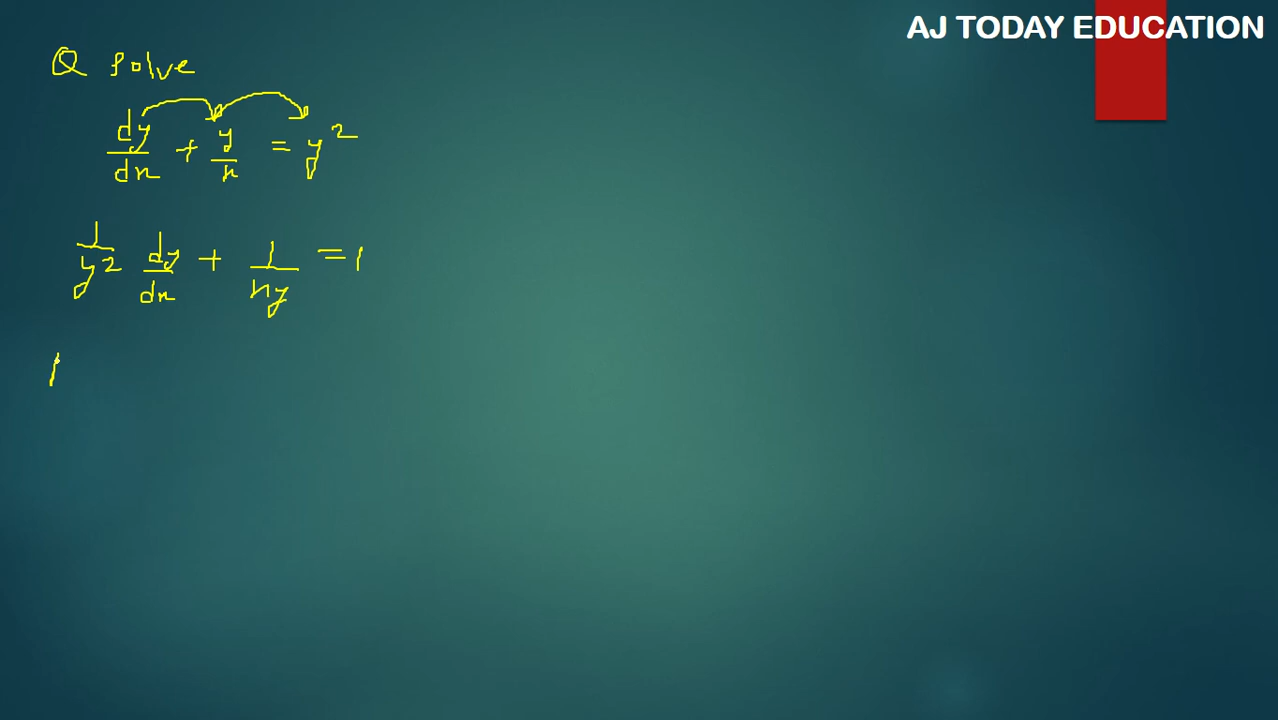 AJ TODAY EDUCATION
Q Solve
dy/dx + y/x = y²
1/y² dy/dx + 1/xy = 1